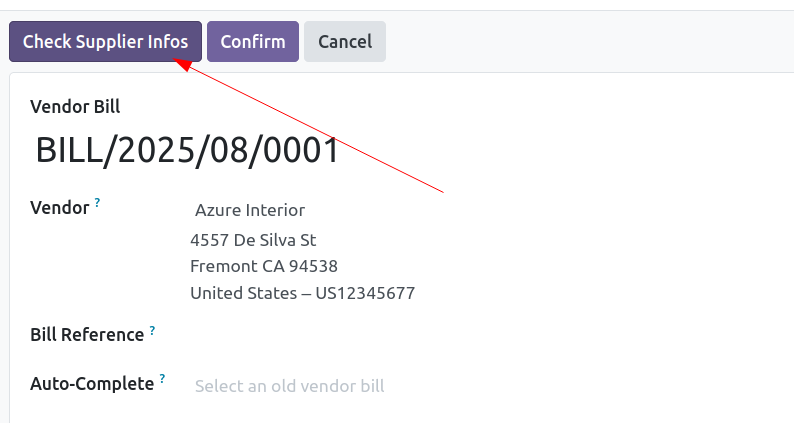 Check Supplier Infos Confirm Cancel
Vendor Bill
BILL/2025/08/0001
Vendor ? Azure Interior
4557 De Silva St
Fremont CA 94538
United States – US12345677
Bill Reference ?
Auto-Complete ? Select an old vendor bill